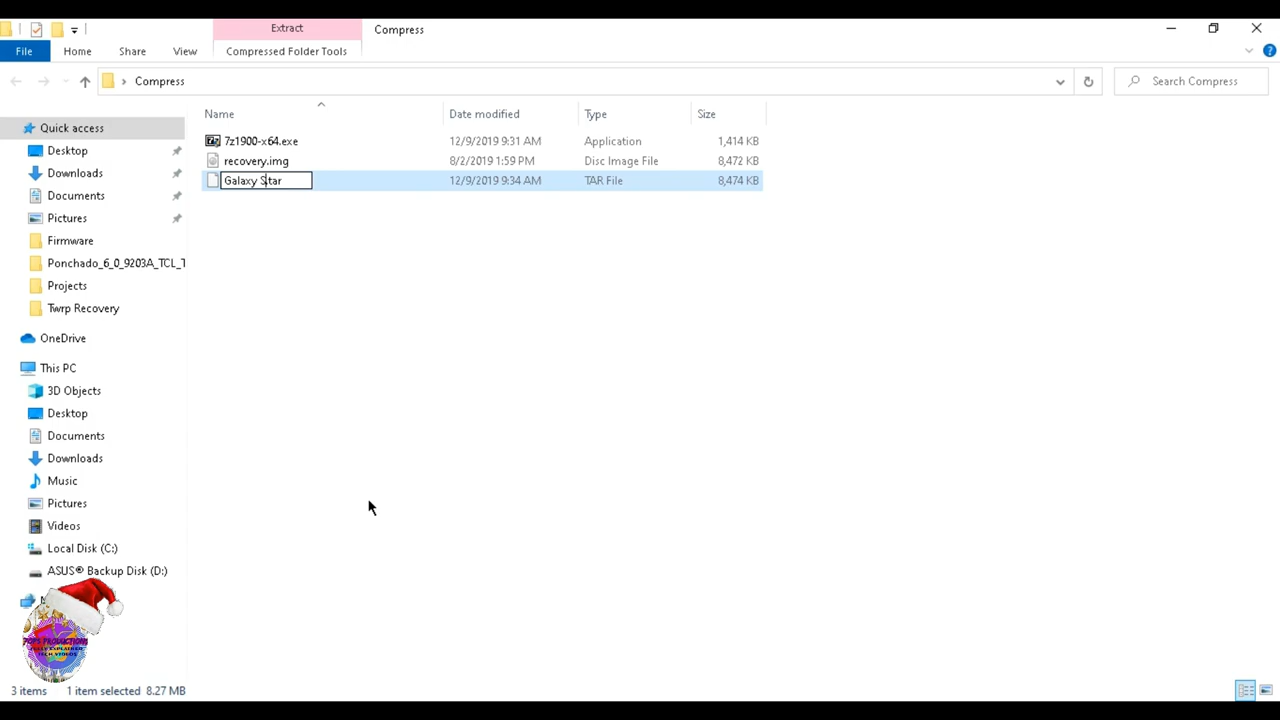 Extract
Compress
File
Home
Share
View
Compressed Folder Tools
Compress
Search Compress
Name
Date modified
Type
Size
Quick access
Desktop
Downloads
Documents
Pictures
Firmware
Ponchado_6_0_9203A_TCL_T
Projects
Twrp Recovery
OneDrive
This PC
3D Objects
Desktop
Documents
Downloads
Music
Pictures
Videos
Local Disk (C:)
ASUS® Backup Disk (D:)
7z1900-x64.exe 12/9/2019 9:31 AM Application 1,414 KB
recovery.img 8/2/2019 1:59 PM Disc Image File 8,472 KB
Galaxy S.tar 12/9/2019 9:34 AM TAR File 8,474 KB
3 items 1 item selected 8.27 MB